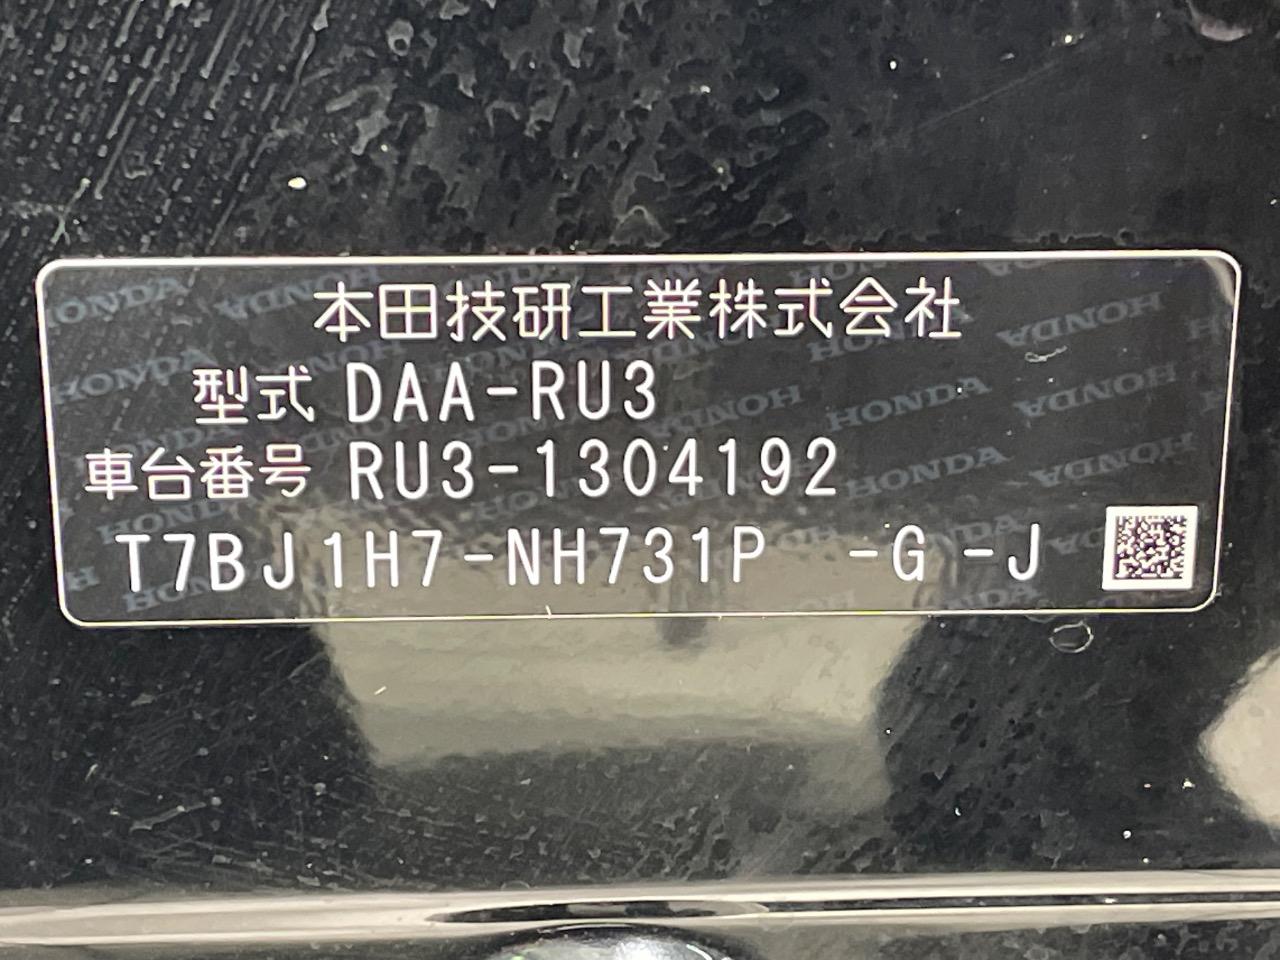 本田技研工業株式会社
型式 DAA-RU3
車台番号 RU3-1304192
T7BJ1H7-NH731P -G -J